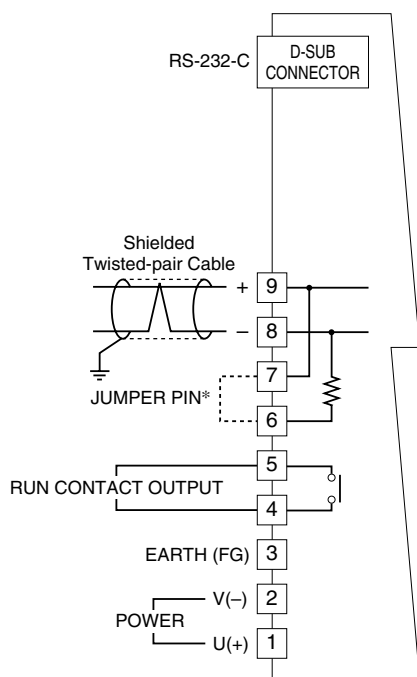 RS-232-C
D-SUB
CONNECTOR
Shielded
Twisted-pair Cable
+ 9
– 8
7
JUMPER PIN*
6
5
RUN CONTACT OUTPUT
4
EARTH (FG) 3
V(–) 2
POWER
U(+) 1